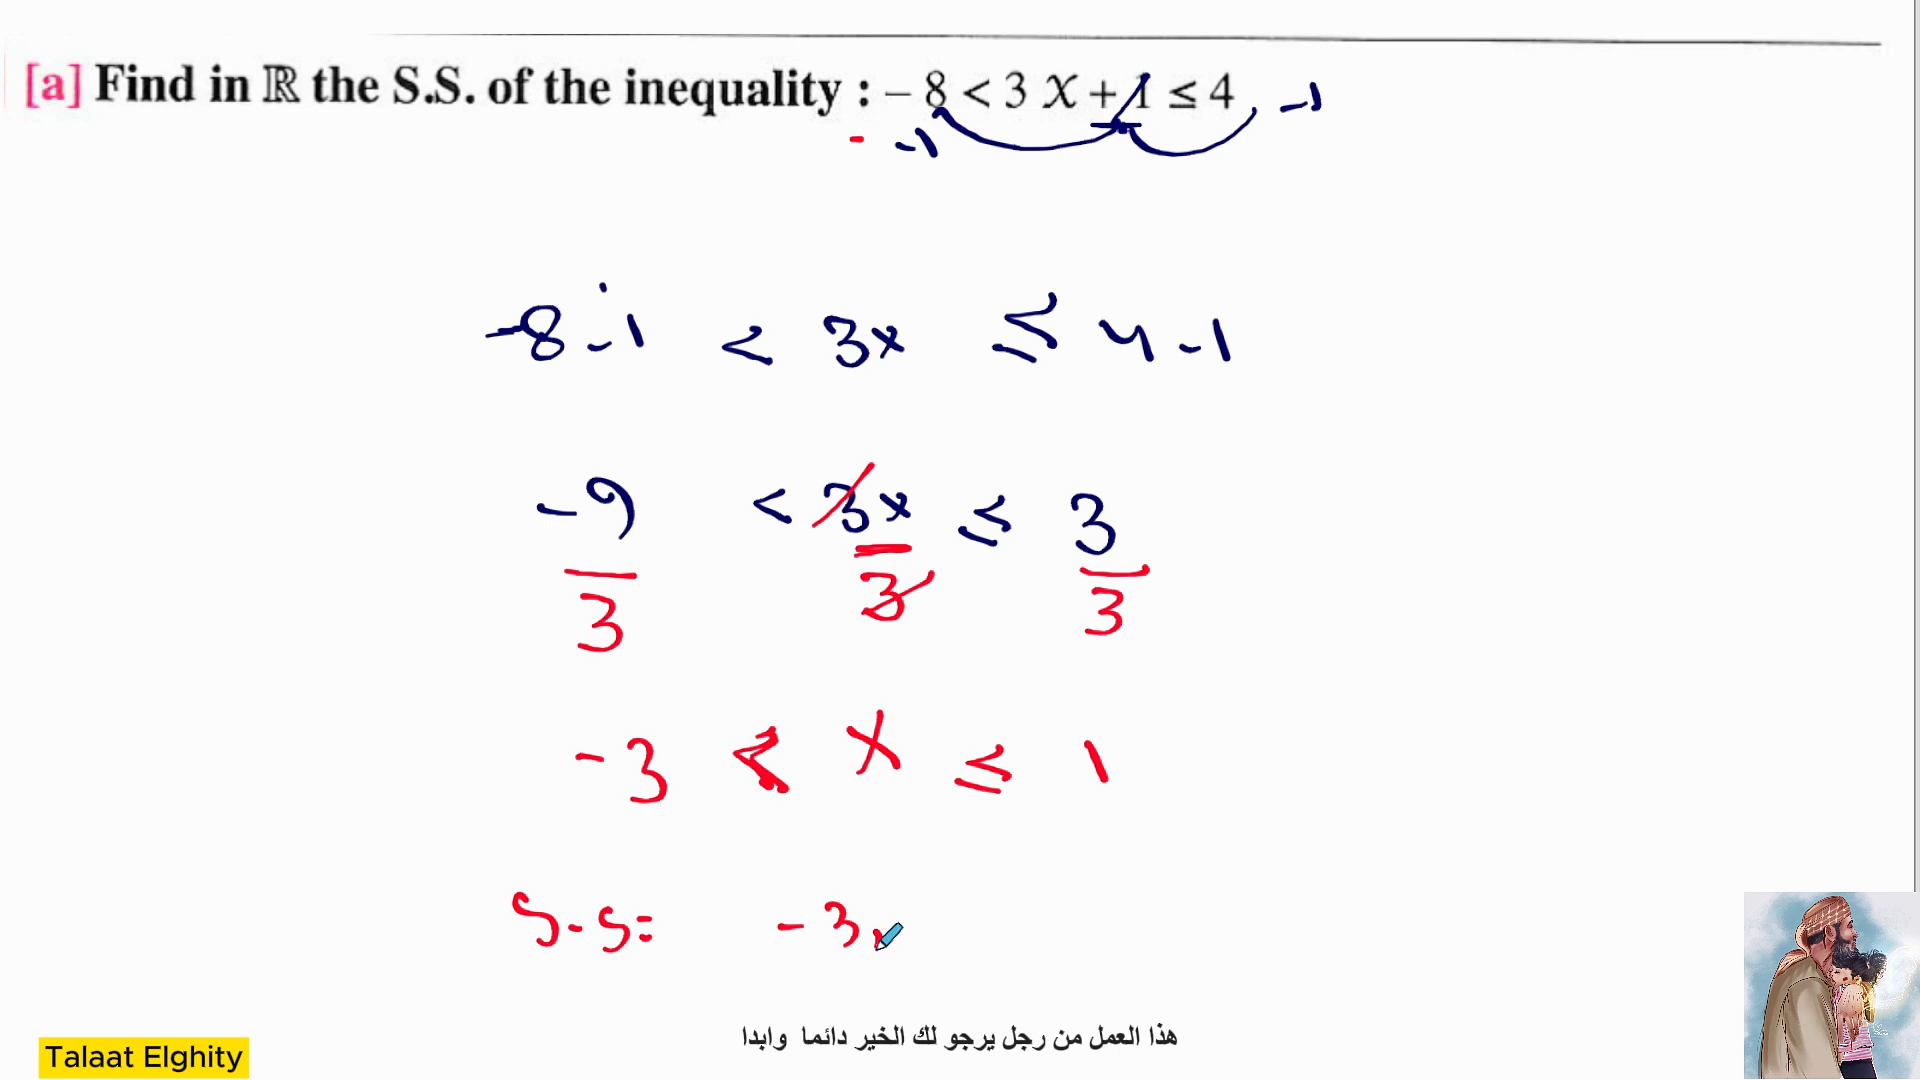 [a] Find in ℝ the S.S. of the inequality : – 8 < 3 X + 1 ≤ 4 -1
- -1
-8 -1 < 3x ≤ 4 -1
-9 < 3x ≤ 3
3 3 3
-3 < x ≤ 1
S.S= -3,
هذا العمل من رجل يرجو لك الخير دائما وابدا
Talaat Elghity